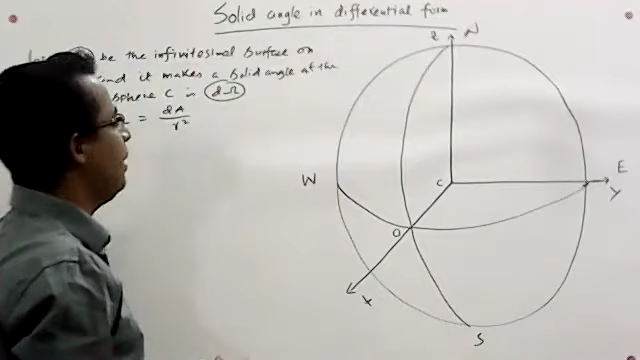 Solid angle in differential form
be the infinitesimal surface on
and it makes a solid angle at the
sphere C is dΩ
= dA/r²
z N
W
C
E
y
O
x
S